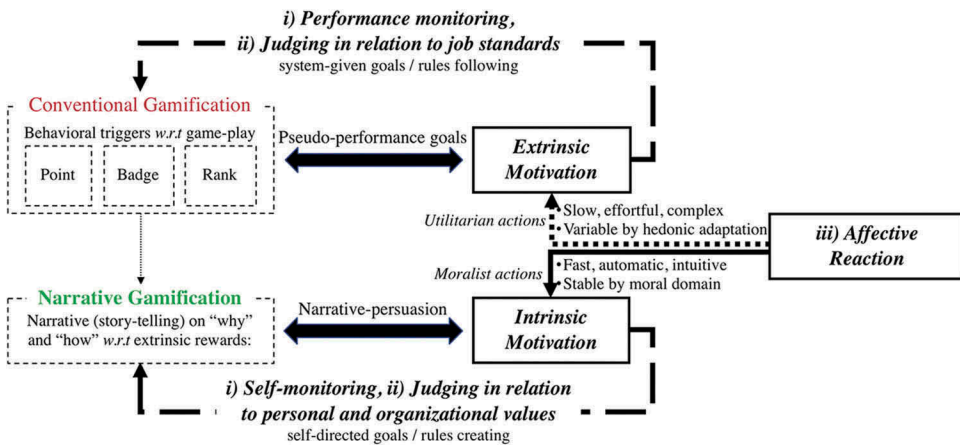 i) Performance monitoring,
ii) Judging in relation to job standards
system-given goals / rules following
Conventional Gamification
Behavioral triggers w.r.t game-play
Point
Badge
Rank
Pseudo-performance goals
Extrinsic
Motivation
Utilitarian actions
•Slow, effortful, complex
•Variable by hedonic adaptation
iii) Affective
Reaction
Moralist actions
•Fast, automatic, intuitive
•Stable by moral domain
Narrative Gamification
Narrative (story-telling) on “why”
and “how” w.r.t extrinsic rewards:
Narrative-persuasion
Intrinsic
Motivation
i) Self-monitoring, ii) Judging in relation
to personal and organizational values
self-directed goals / rules creating